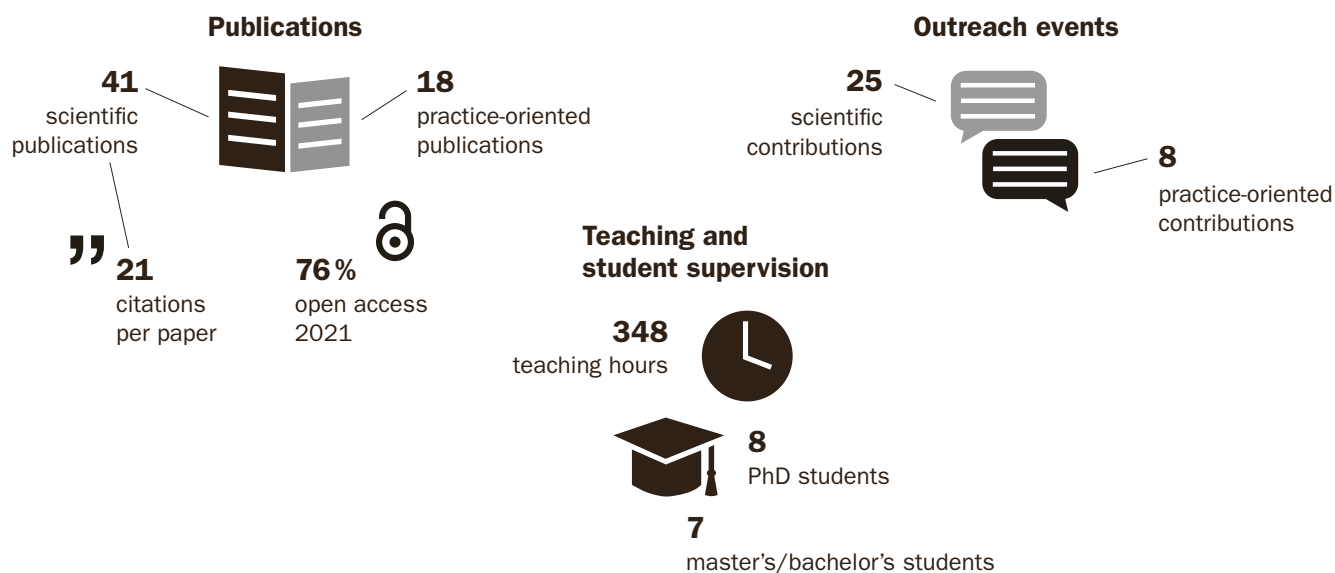 Publications
41
scientific
publications
18
practice-oriented
publications
21
citations
per paper
76 %
open access
2021
Outreach events
25
scientific
contributions
8
practice-oriented
contributions
Teaching and
student supervision
348
teaching hours
8
PhD students
7
master’s/bachelor’s students